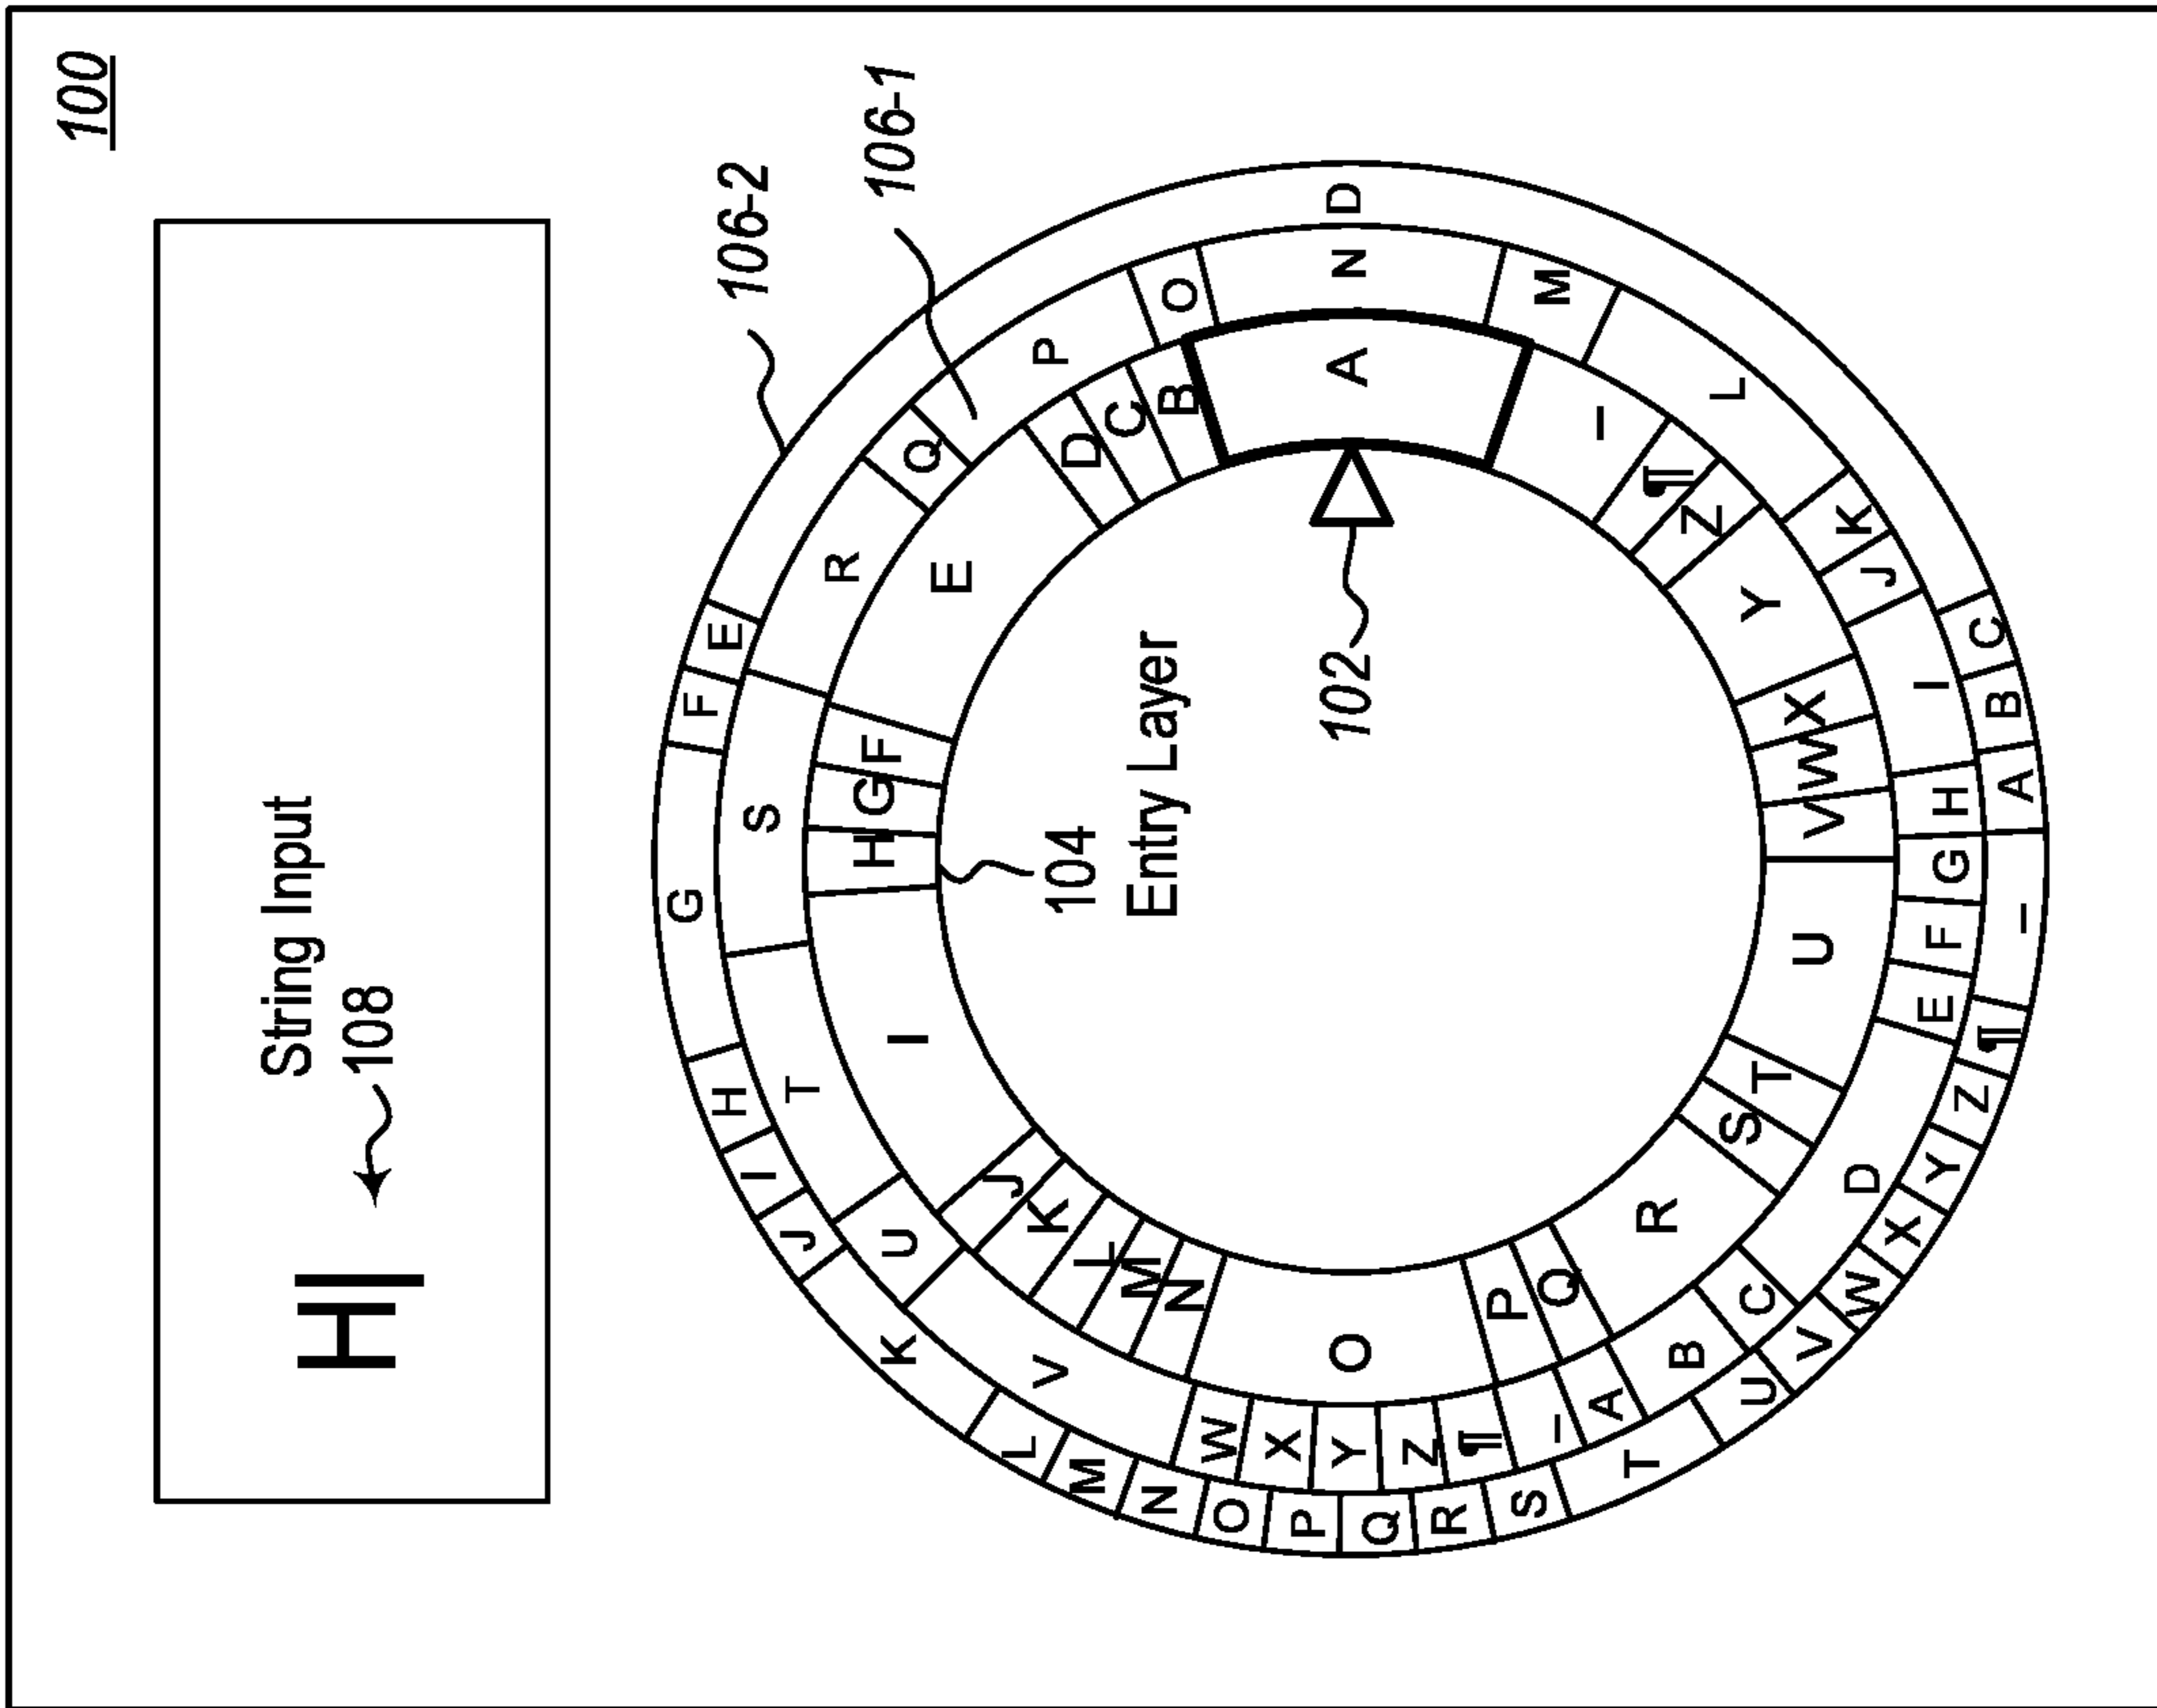 100
String Input
108
HI
106-2
106-1
D E F G H I J K L M N O P Q R S T U V W X Y Z ¶ _ A B C
N O P Q R S T U V W X Y Z ¶ _ A B C D E F G H I J K L M
A B C D E F G H I J K L M N O P Q R S T U V W X Y Z ¶ _
104
Entry Layer
102